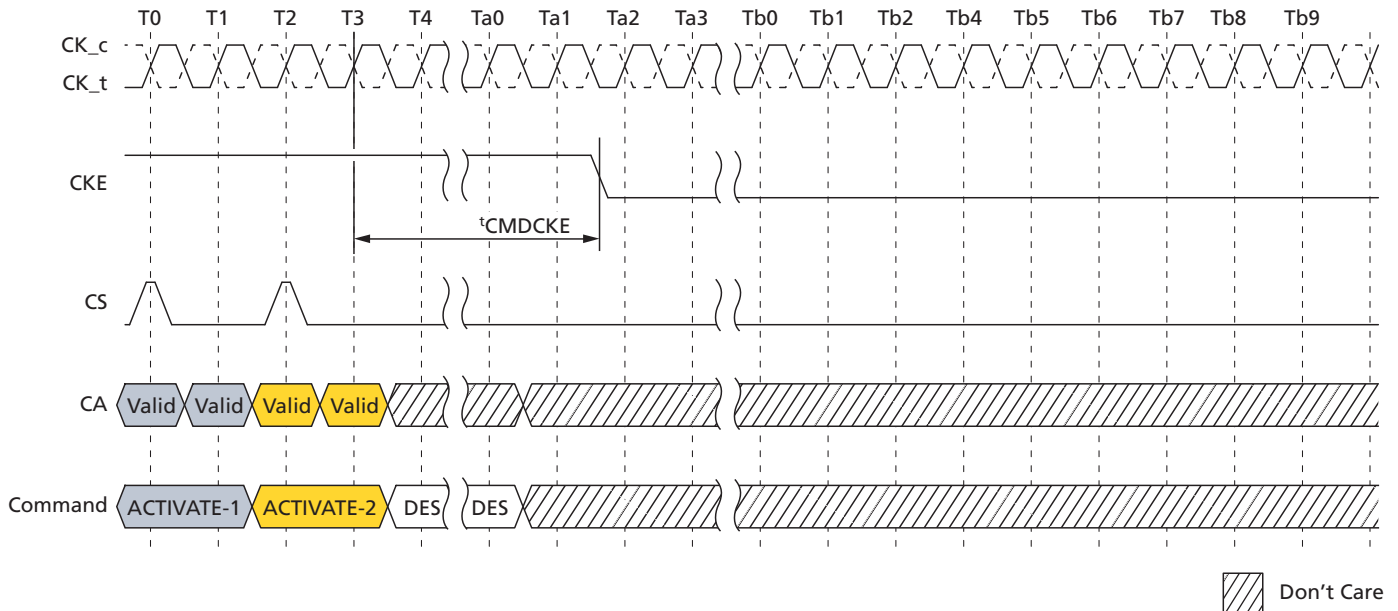 T0 T1 T2 T3 T4 Ta0 Ta1 Ta2 Ta3 Tb0 Tb1 Tb2 Tb4 Tb5 Tb6 Tb7 Tb8 Tb9
CK_c
CK_t
CKE
tCMDCKE
CS
CA Valid Valid Valid Valid
Command ACTIVATE-1 ACTIVATE-2 DES DES
Don't Care